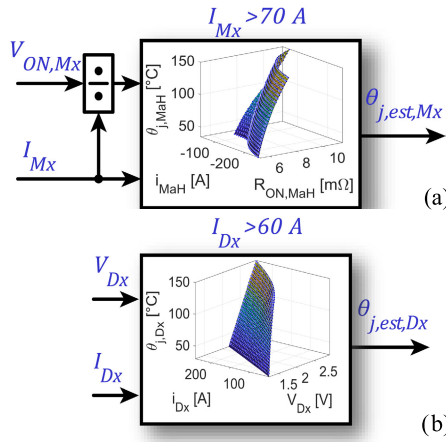 I_Mx >70 A
V_ON,Mx
÷
I_Mx
θ_j,MaH [°C]
150
100
50
-100
-200
i_MaH [A]
6 8 10
R_ON,MaH [mΩ]
θ_j,est,Mx
(a)
I_Dx >60 A
V_Dx
I_Dx
θ_j,Dx [°C]
150
100
50
200
100
i_Dx [A]
1.5 2 2.5
V_Dx [V]
θ_j,est,Dx
(b)